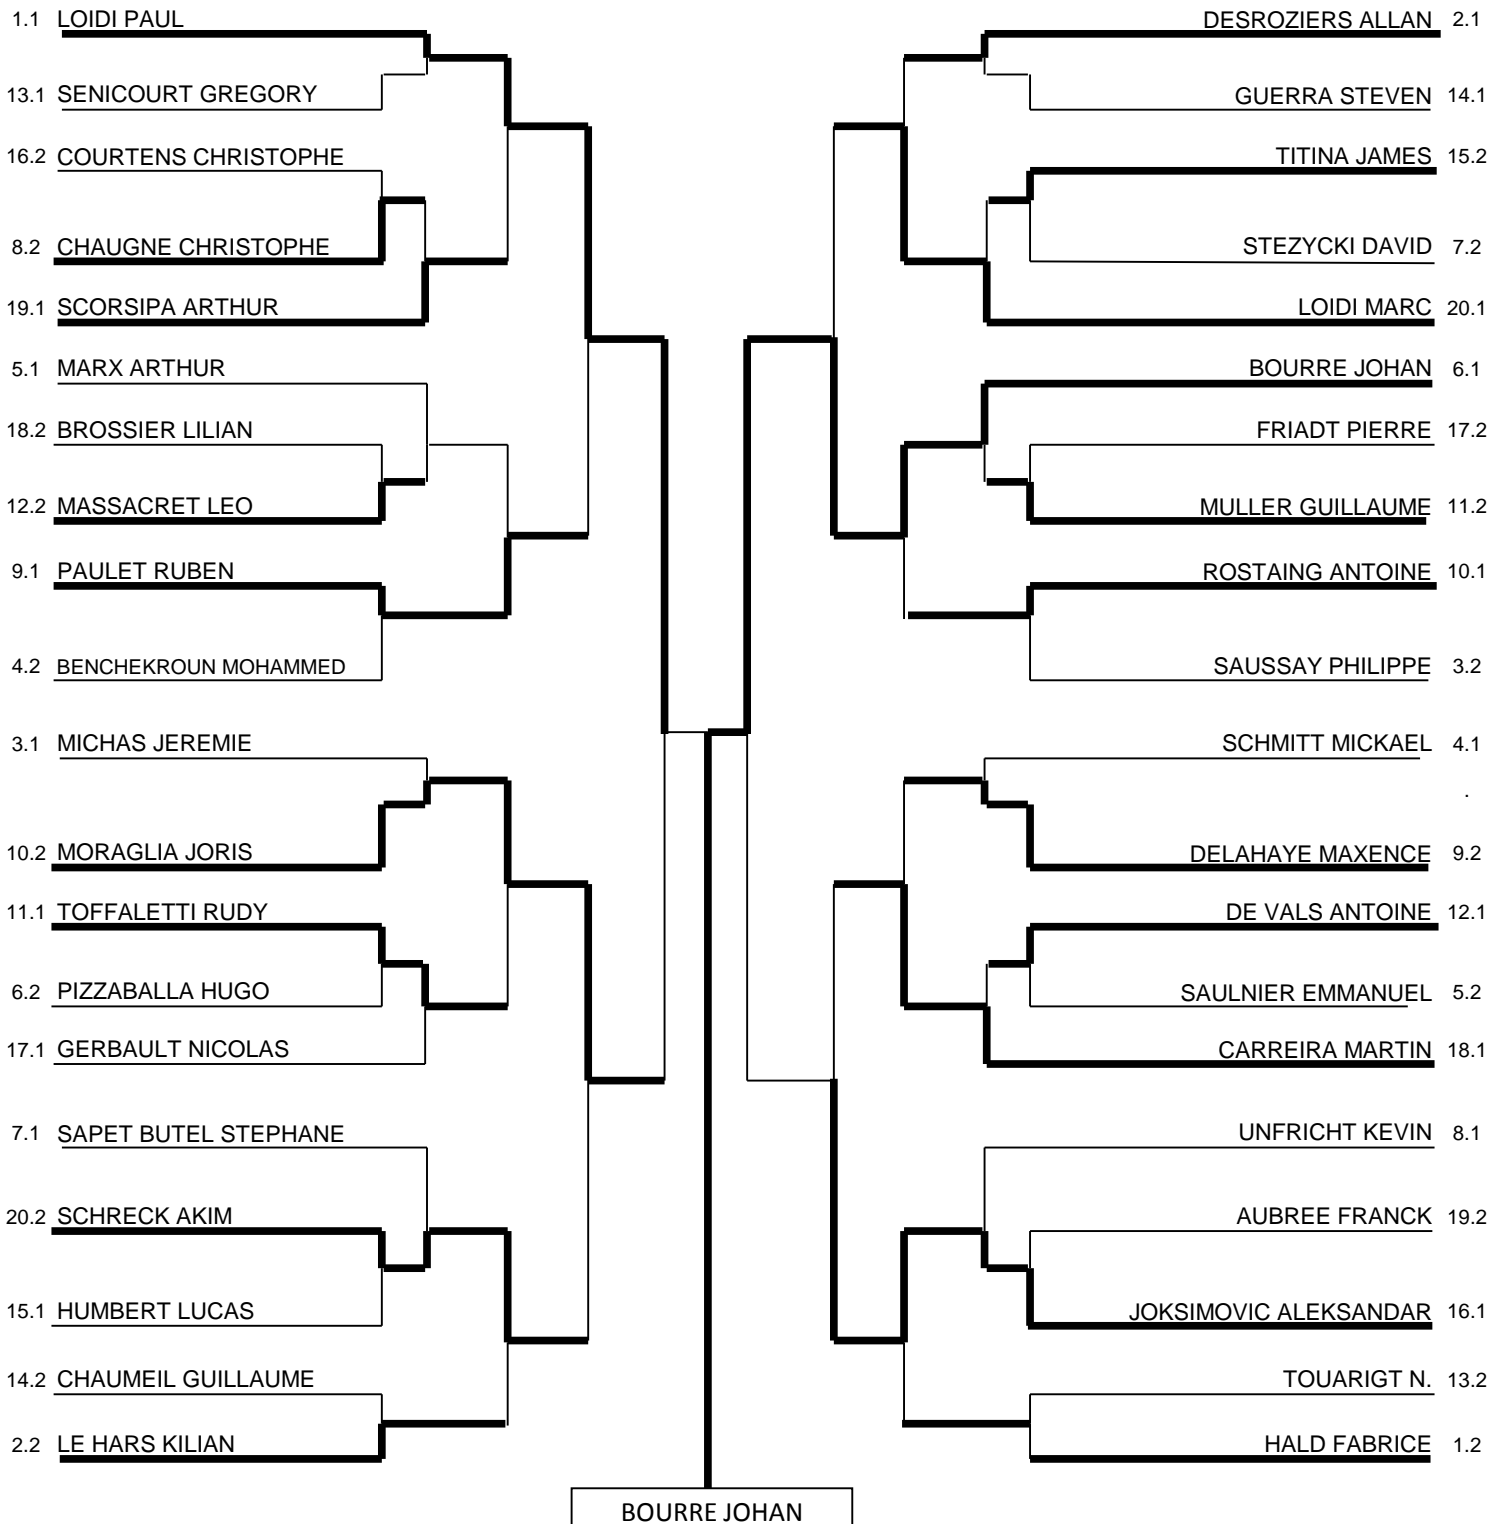 1.1 LOIDI PAUL
13.1 SENICOURT GREGORY
16.2 COURTENS CHRISTOPHE
8.2 CHAUGNE CHRISTOPHE
19.1 SCORSIPA ARTHUR
5.1 MARX ARTHUR
18.2 BROSSIER LILIAN
12.2 MASSACRET LEO
9.1 PAULET RUBEN
4.2 BENCHEKROUN MOHAMMED
3.1 MICHAS JEREMIE
10.2 MORAGLIA JORIS
11.1 TOFFALETTI RUDY
6.2 PIZZABALLA HUGO
17.1 GERBAULT NICOLAS
7.1 SAPET BUTEL STEPHANE
20.2 SCHRECK AKIM
15.1 HUMBERT LUCAS
14.2 CHAUMEIL GUILLAUME
2.2 LE HARS KILIAN
DESROZIERS ALLAN 2.1
GUERRA STEVEN 14.1
TITINA JAMES 15.2
STEZYCKI DAVID 7.2
LOIDI MARC 20.1
BOURRE JOHAN 6.1
FRIADT PIERRE 17.2
MULLER GUILLAUME 11.2
ROSTAING ANTOINE 10.1
SAUSSAY PHILIPPE 3.2
SCHMITT MICKAEL 4.1
.
DELAHAYE MAXENCE 9.2
DE VALS ANTOINE 12.1
SAULNIER EMMANUEL 5.2
CARREIRA MARTIN 18.1
UNFRICHT KEVIN 8.1
AUBREE FRANCK 19.2
JOKSIMOVIC ALEKSANDAR 16.1
TOUARIGT N. 13.2
HALD FABRICE 1.2
BOURRE JOHAN